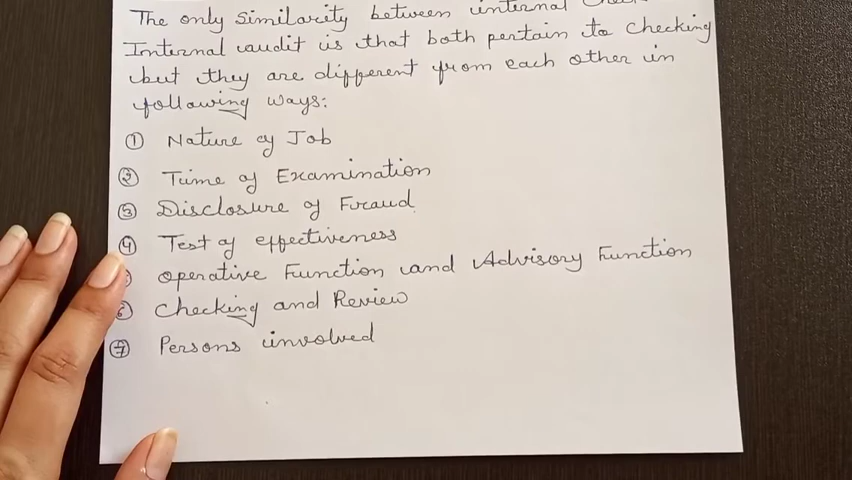 The only similarity between internal Check
Internal audit is that both pertain to checking
but they are different from each other in
following ways:
① Nature of Job
② Time of Examination
③ Disclosure of Fraud
④ Test of effectiveness
operative Function and Advisory Function
⑥ Checking and Review
⑦ Persons involved